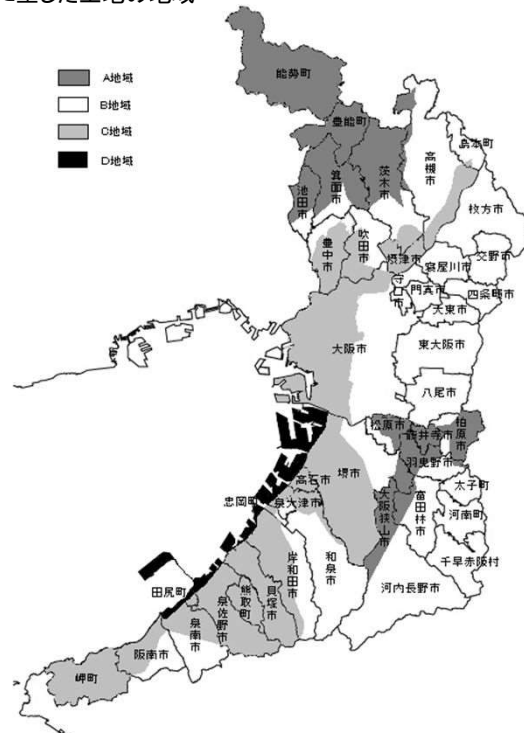 A地域
B地域
C地域
D地域
能勢町
豊能町
島本町
高槻市
茨木市
箕面市
池田市
枚方市
豊中市
吹田市
摂津市
交野市
寝屋川市
守口市
門真市
四条畷市
大東市
大阪市
東大阪市
八尾市
松原市
藤井寺市
柏原市
羽曳野市
堺市
高石市
太子町
泉大津市
忠岡町
大阪狭山市
富田林市
河南町
千早赤阪村
和泉市
岸和田市
河内長野市
田尻町
貝塚市
熊取町
泉佐野市
泉南市
阪南市
岬町